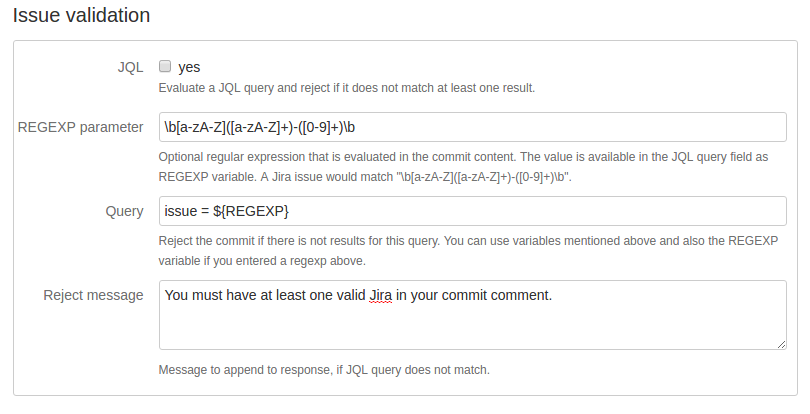 Issue validation
JQL yes
Evaluate a JQL query and reject if it does not match at least one result.
REGEXP parameter \b[a-zA-Z]([a-zA-Z]+)-([0-9]+)\b
Optional regular expression that is evaluated in the commit content. The value is available in the JQL query field as
REGEXP variable. A Jira issue would match "\b[a-zA-Z]([a-zA-Z]+)-([0-9]+)\b".
Query issue = ${REGEXP}
Reject the commit if there is not results for this query. You can use variables mentioned above and also the REGEXP
variable if you entered a regexp above.
Reject message You must have at least one valid Jira in your commit comment.
Message to append to response, if JQL query does not match.